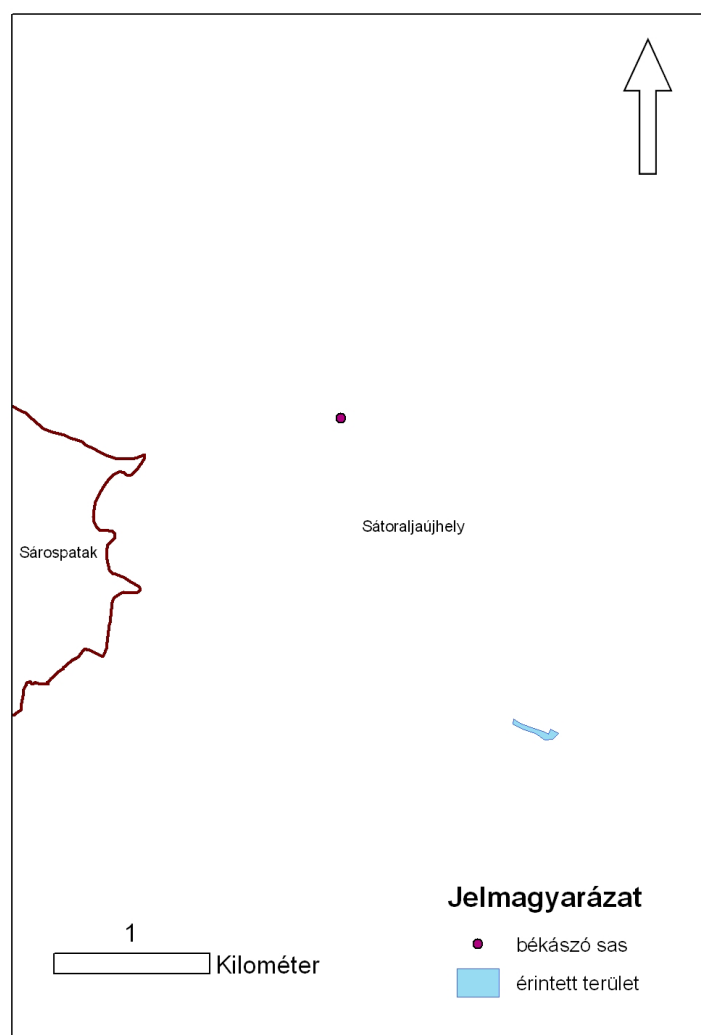 Sátoraljaújhely
Sárospatak
Jelmagyarázat
1
békászó sas
Kilométer
érintett terület